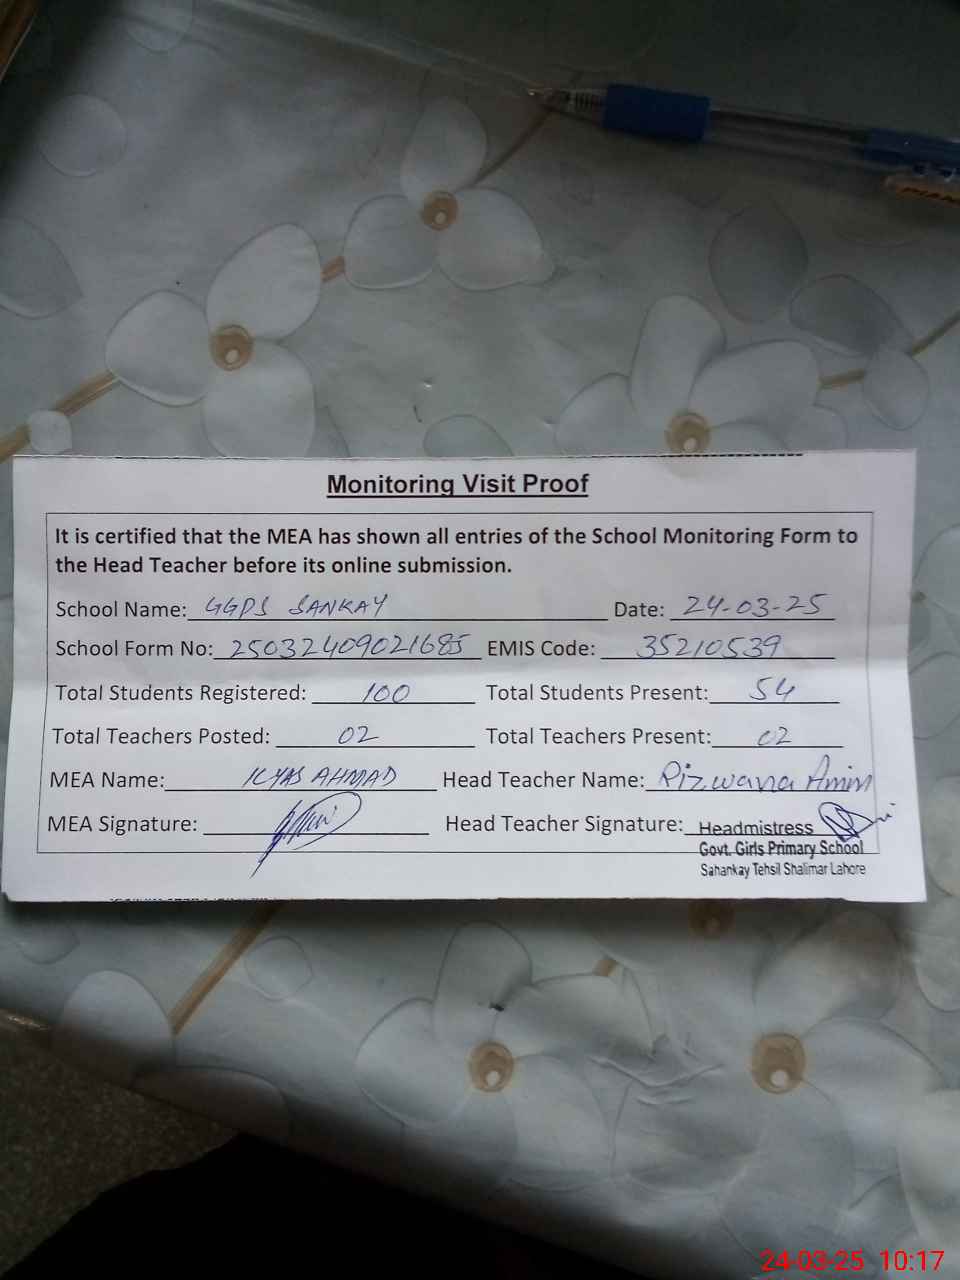 Monitoring Visit Proof
It is certified that the MEA has shown all entries of the School Monitoring Form to
the Head Teacher before its online submission.
School Name: GGPS SANKAY Date: 24-03-25
School Form No: 25032409021685 EMIS Code: 35210539
Total Students Registered: 100 Total Students Present: 54
Total Teachers Posted: 02 Total Teachers Present: 02
MEA Name: ILYAS AHMAD Head Teacher Name: Rizwana Amin
MEA Signature: Head Teacher Signature: Headmistress
Govt. Girls Primary School
Sahankay Tehsil Shalimar Lahore
24-03-25 10:17